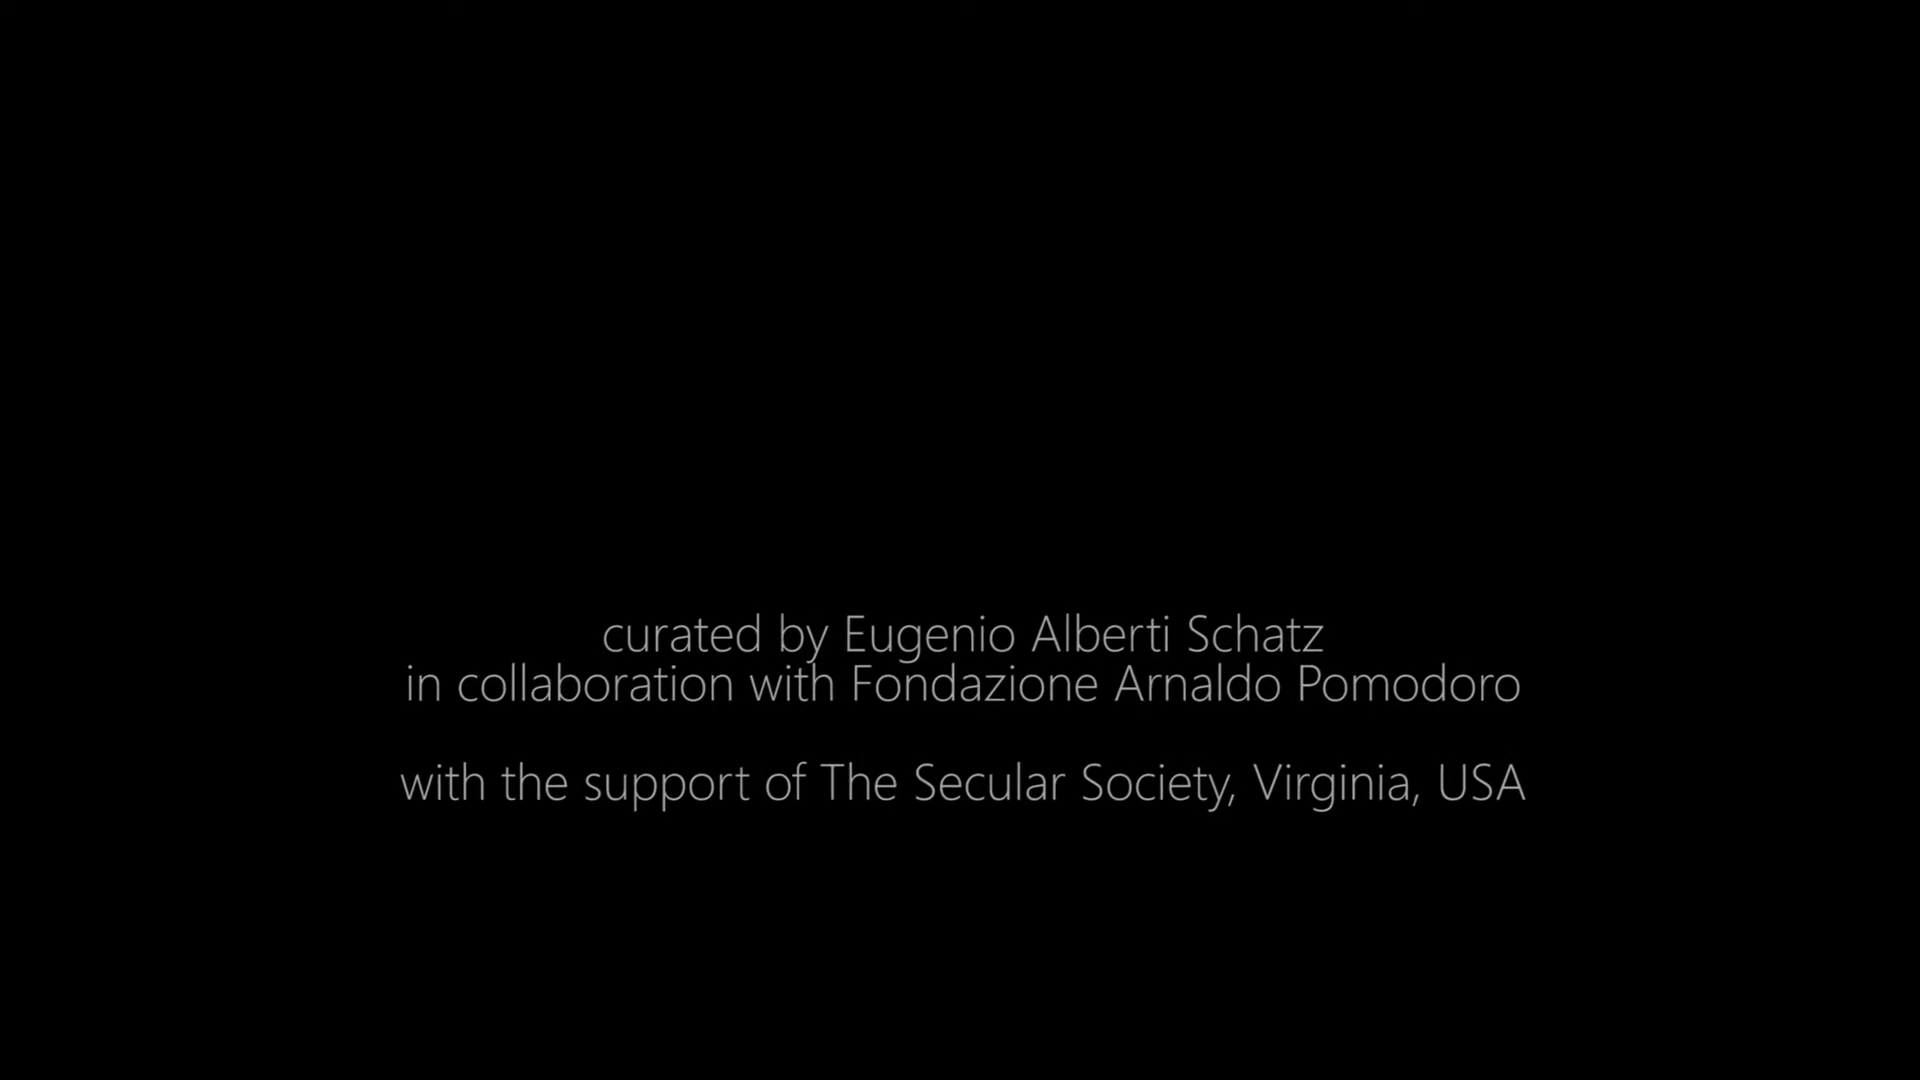 curated by Eugenio Alberti Schatz
in collaboration with Fondazione Arnaldo Pomodoro
with the support of The Secular Society, Virginia, USA